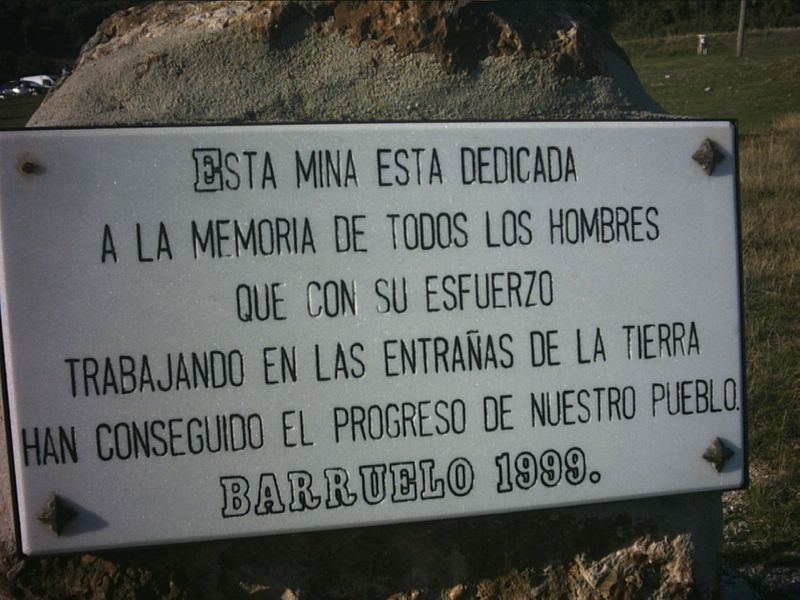 ESTA MINA ESTA DEDICADA
A LA MEMORIA DE TODOS LOS HOMBRES
QUE CON SU ESFUERZO
TRABAJANDO EN LAS ENTRAÑAS DE LA TIERRA
HAN CONSEGUIDO EL PROGRESO DE NUESTRO PUEBLO.
BARRUELO 1999.